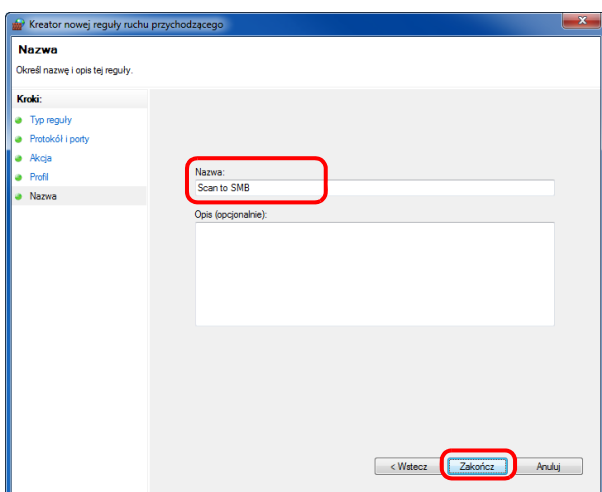 Kreator nowej reguły ruchu przychodzącego
Nazwa
Określ nazwę i opis tej reguły.
Kroki:
Typ reguły
Protokół i porty
Akcja
Profil
Nazwa
Nazwa:
Scan to SMB
Opis (opcjonalnie):
< Wstecz
Zakończ
Anuluj